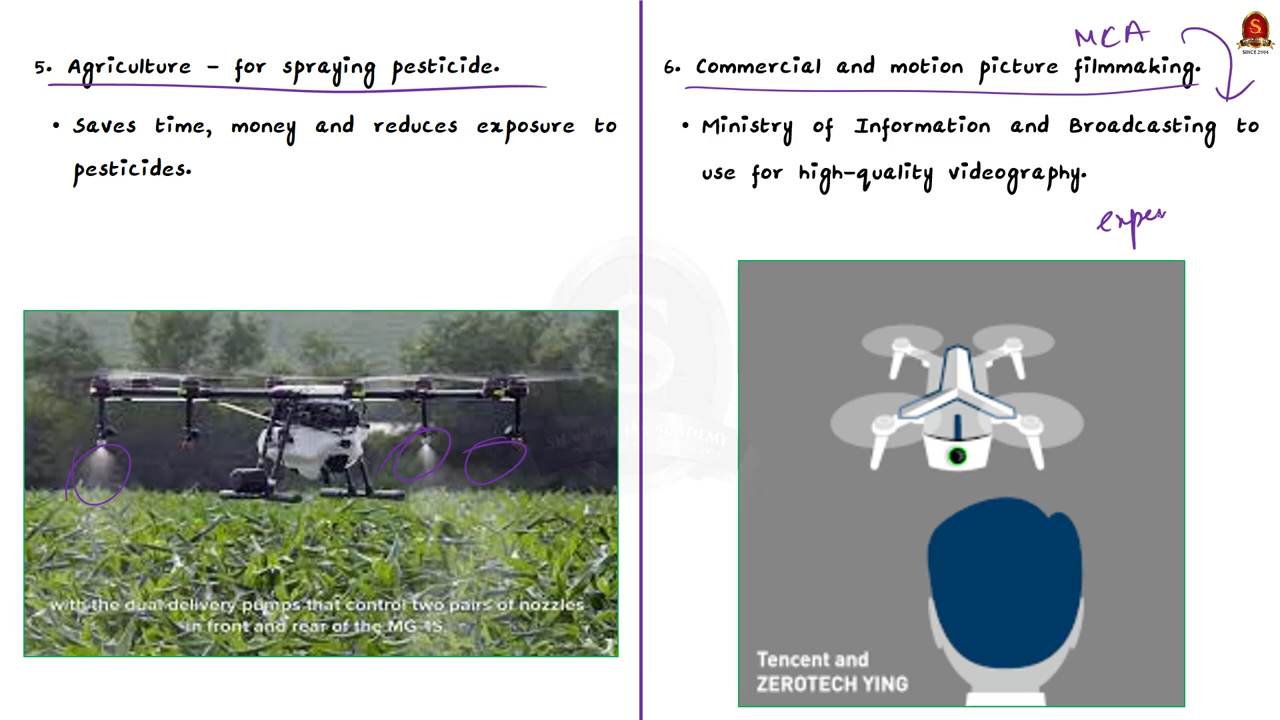 5. Agriculture – for spraying pesticide.
• Saves time, money and reduces exposure to
pesticides.
with the dual delivery pumps that control two pairs of nozzles
in front and rear of the MG-1S.
MCA
6. Commercial and motion picture filmmaking.
• Ministry of Information and Broadcasting to
use for high-quality videography.
Tencent and
ZEROTECH YING
S
SINCE 2004